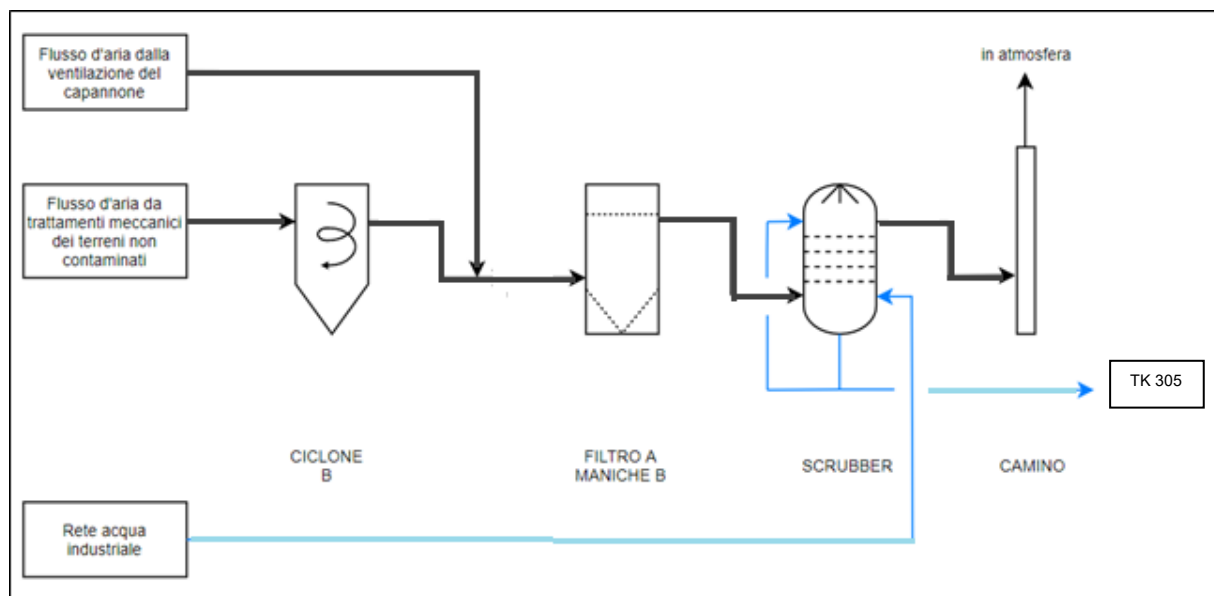 Flusso d'aria dalla
ventilazione del
capannone
in atmosfera
Flusso d'aria da
trattamenti meccanici
dei terreni non
contaminati
TK 305
CICLONE
B
FILTRO A
MANICHE B
SCRUBBER
CAMINO
Rete acqua
industriale